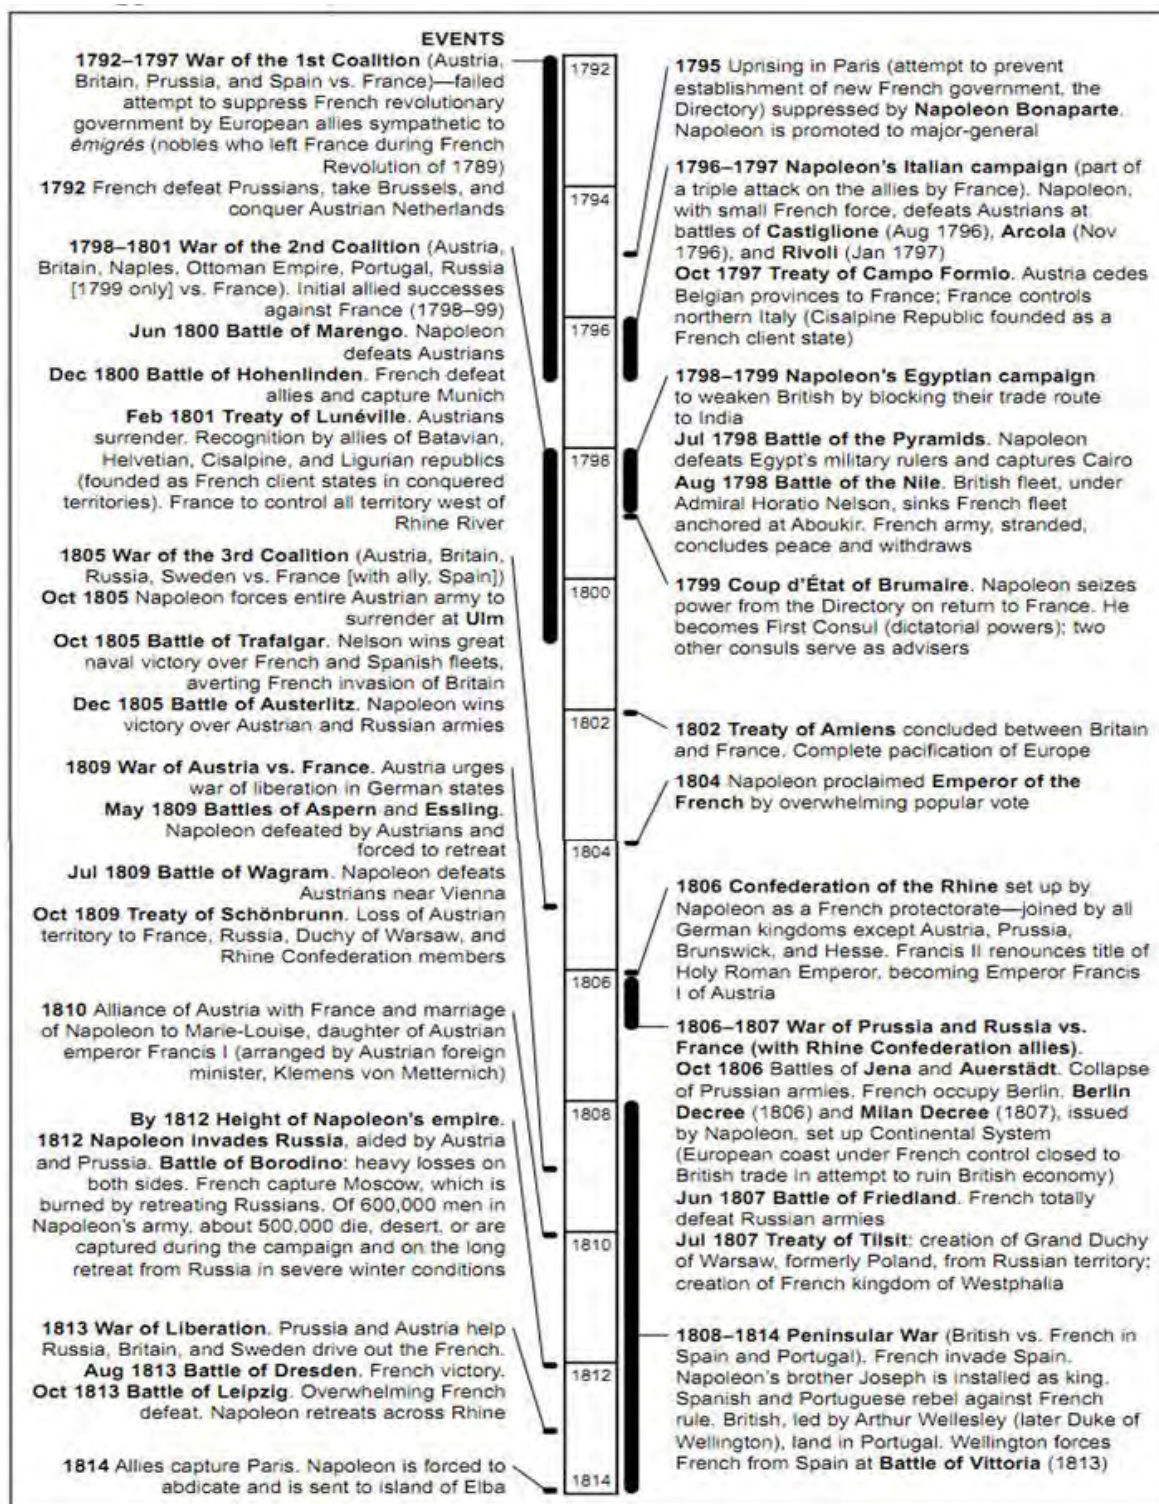 EVENTS
1792–1797 War of the 1st Coalition (Austria,
Britain, Prussia, and Spain vs. France)—failed
attempt to suppress French revolutionary
government by European allies sympathetic to
émigrés (nobles who left France during French
Revolution of 1789)
1792 French defeat Prussians, take Brussels, and
conquer Austrian Netherlands
1798–1801 War of the 2nd Coalition (Austria,
Britain, Naples, Ottoman Empire, Portugal, Russia
[1799 only] vs. France). Initial allied successes
against France (1798–99)
Jun 1800 Battle of Marengo. Napoleon
defeats Austrians
Dec 1800 Battle of Hohenlinden. French defeat
allies and capture Munich
Feb 1801 Treaty of Lunéville. Austrians
surrender. Recognition by allies of Batavian,
Helvetian, Cisalpine, and Ligurian republics
(founded as French client states in conquered
territories). France to control all territory west of
Rhine River
1805 War of the 3rd Coalition (Austria, Britain,
Russia, Sweden vs. France [with ally, Spain])
Oct 1805 Napoleon forces entire Austrian army to
surrender at Ulm
Oct 1805 Battle of Trafalgar. Nelson wins great
naval victory over French and Spanish fleets,
averting French invasion of Britain
Dec 1805 Battle of Austerlitz. Napoleon wins
victory over Austrian and Russian armies
1809 War of Austria vs. France. Austria urges
war of liberation in German states
May 1809 Battles of Aspern and Essling.
Napoleon defeated by Austrians and
forced to retreat
Jul 1809 Battle of Wagram. Napoleon defeats
Austrians near Vienna
Oct 1809 Treaty of Schönbrunn. Loss of Austrian
territory to France, Russia, Duchy of Warsaw, and
Rhine Confederation members
1810 Alliance of Austria with France and marriage
of Napoleon to Marie-Louise, daughter of Austrian
emperor Francis I (arranged by Austrian foreign
minister, Klemens von Metternich)
By 1812 Height of Napoleon's empire.
1812 Napoleon invades Russia, aided by Austria
and Prussia. Battle of Borodino: heavy losses on
both sides. French capture Moscow, which is
burned by retreating Russians. Of 600,000 men in
Napoleon's army, about 500,000 die, desert, or are
captured during the campaign and on the long
retreat from Russia in severe winter conditions
1813 War of Liberation. Prussia and Austria help
Russia, Britain, and Sweden drive out the French.
Aug 1813 Battle of Dresden. French victory.
Oct 1813 Battle of Leipzig. Overwhelming French
defeat. Napoleon retreats across Rhine
1814 Allies capture Paris. Napoleon is forced to
abdicate and is sent to island of Elba
1792
1794
1796
1798
1800
1802
1804
1806
1808
1810
1812
1814
1795 Uprising in Paris (attempt to prevent
establishment of new French government, the
Directory) suppressed by Napoleon Bonaparte.
Napoleon is promoted to major-general
1796–1797 Napoleon's Italian campaign (part of
a triple attack on the allies by France). Napoleon,
with small French force, defeats Austrians at
battles of Castiglione (Aug 1796), Arcola (Nov
1796), and Rivoli (Jan 1797)
Oct 1797 Treaty of Campo Formio. Austria cedes
Belgian provinces to France; France controls
northern Italy (Cisalpine Republic founded as a
French client state)
1798–1799 Napoleon's Egyptian campaign
to weaken British by blocking their trade route
to India
Jul 1798 Battle of the Pyramids. Napoleon
defeats Egypt's military rulers and captures Cairo
Aug 1798 Battle of the Nile. British fleet, under
Admiral Horatio Nelson, sinks French fleet
anchored at Aboukir. French army, stranded,
concludes peace and withdraws
1799 Coup d'État of Brumaire. Napoleon seizes
power from the Directory on return to France. He
becomes First Consul (dictatorial powers); two
other consuls serve as advisers
1802 Treaty of Amiens concluded between Britain
and France. Complete pacification of Europe
1804 Napoleon proclaimed Emperor of the
French by overwhelming popular vote
1806 Confederation of the Rhine set up by
Napoleon as a French protectorate—joined by all
German kingdoms except Austria, Prussia,
Brunswick, and Hesse. Francis II renounces title of
Holy Roman Emperor, becoming Emperor Francis
I of Austria
1806–1807 War of Prussia and Russia vs.
France (with Rhine Confederation allies).
Oct 1806 Battles of Jena and Auerstädt. Collapse
of Prussian armies. French occupy Berlin. Berlin
Decree (1806) and Milan Decree (1807), issued
by Napoleon, set up Continental System
(European coast under French control closed to
British trade in attempt to ruin British economy)
Jun 1807 Battle of Friedland. French totally
defeat Russian armies
Jul 1807 Treaty of Tilsit: creation of Grand Duchy
of Warsaw, formerly Poland, from Russian territory;
creation of French kingdom of Westphalia
1808–1814 Peninsular War (British vs. French in
Spain and Portugal). French invade Spain.
Napoleon's brother Joseph is installed as king.
Spanish and Portuguese rebel against French
rule. British, led by Arthur Wellesley (later Duke of
Wellington), land in Portugal. Wellington forces
French from Spain at Battle of Vittoria (1813)